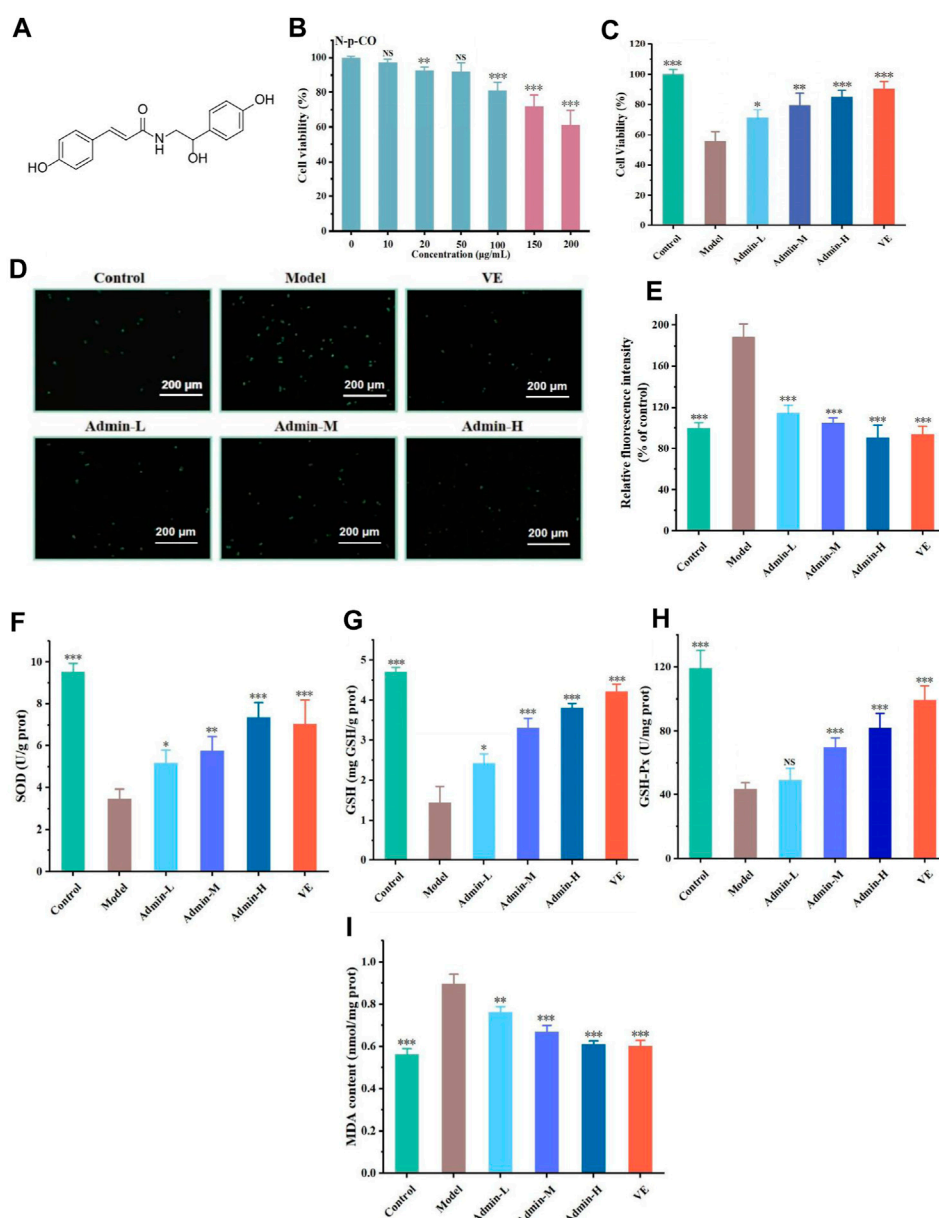 A
O
OH
N
H
OH
HO
B
N-p-CO
NS
**
NS
***
***
***
100
80
60
40
20
0
Cell viability (%)
0 10 20 50 100 150 200
Concentration (µg/mL)
C
120
100
80
60
40
20
0
Cell Viability (%)
***
*
**
***
***
Control Model Admin-L Admin-M Admin-H VE
D
Control Model VE
200 µm 200 µm 200 µm
Admin-L Admin-M Admin-H
200 µm 200 µm 200 µm
E
200
160
120
80
40
0
Relative fluorescence intensity
(% of control)
***
***
***
***
***
Control Model Admin-L Admin-M Admin-H VE
F
10
8
6
4
2
0
SOD (U/g prot)
***
*
**
***
***
Control Model Admin-L Admin-M Admin-H VE
G
5
4
3
2
1
0
GSH (mg GSH/g prot)
***
*
***
***
***
Control Model Admin-L Admin-M Admin-H VE
H
120
80
40
0
GSH-Px (U/mg prot)
***
NS
***
***
***
Control Model Admin-L Admin-M Admin-H VE
I
1.0
0.8
0.6
0.4
0.2
0.0
MDA content (nmol/mg prot)
***
**
***
***
***
Control Model Admin-L Admin-M Admin-H VE